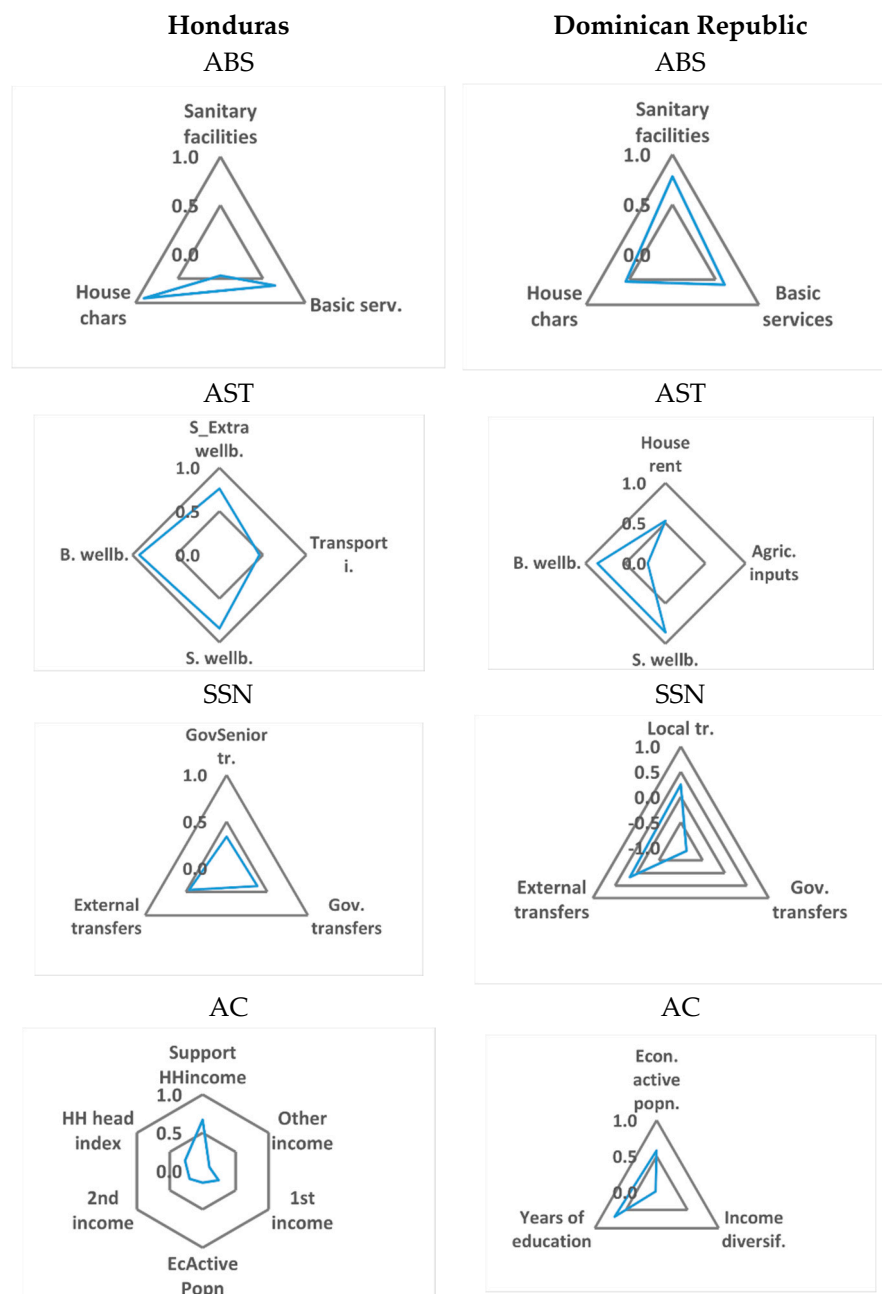 Honduras
Dominican Republic
ABS
ABS
Sanitary
facilities
1.0
0.5
0.0
House
chars
Basic serv.
Sanitary
facilities
1.0
0.5
0.0
House
chars
Basic
services
AST
AST
S_Extra
wellb.
1.0
0.5
0.0
B. wellb.
Transport
i.
S. wellb.
House
rent
1.0
0.5
0.0
B. wellb.
Agric.
inputs
S. wellb.
SSN
SSN
GovSenior
tr.
1.0
0.5
0.0
External
transfers
Gov.
transfers
Local tr.
1.0
0.5
0.0
-0.5
-1.0
External
transfers
Gov.
transfers
AC
AC
Support
HHincome
1.0
0.5
0.0
HH head
index
Other
income
2nd
income
1st
income
EcActive
Popn
Econ.
active
popn.
1.0
0.5
0.0
Years of
education
Income
diversif.